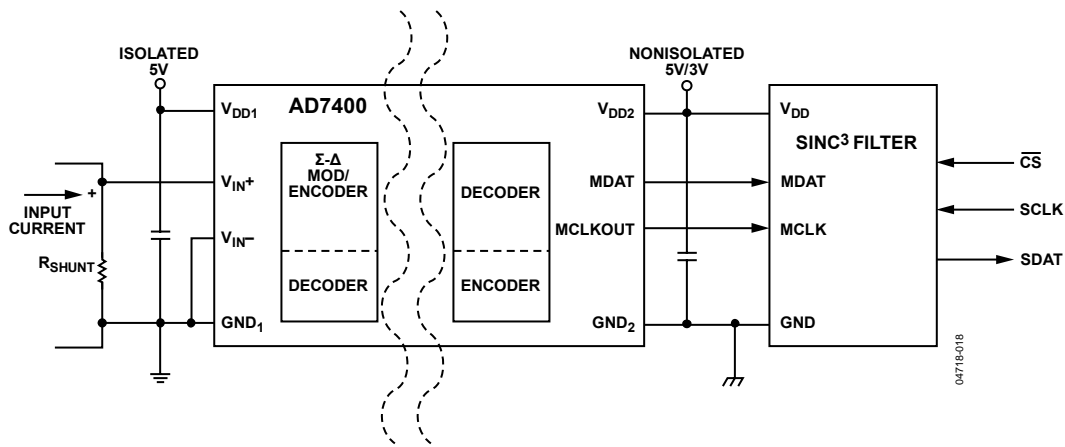 ISOLATED
5V
NONISOLATED
5V/3V
AD7400
VDD1
VIN+
VIN–
GND1
INPUT
CURRENT
+
RSHUNT
Σ-Δ
MOD/
ENCODER
DECODER
DECODER
ENCODER
VDD2
MDAT
MCLKOUT
GND2
VDD
SINC³ FILTER
MDAT
MCLK
GND
C̅S̅
SCLK
SDAT
04718-018